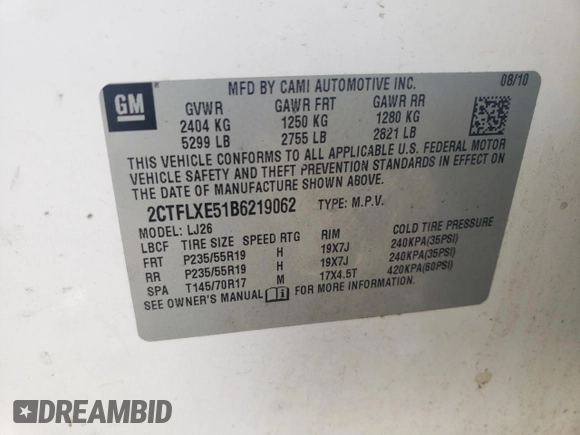 MFD BY CAMI AUTOMOTIVE INC. 08/10
GM
GVWR GAWR FRT GAWR RR
2404 KG 1250 KG 1280 KG
5299 LB 2755 LB 2821 LB
THIS VEHICLE CONFORMS TO ALL APPLICABLE U.S. FEDERAL MOTOR
VEHICLE SAFETY AND THEFT PREVENTION STANDARDS IN EFFECT ON
THE DATE OF MANUFACTURE SHOWN ABOVE.
2CTFLXE51B6219062 TYPE: M.P.V.
MODEL: LJ26
LBCF TIRE SIZE SPEED RTG RIM COLD TIRE PRESSURE
FRT P235/55R19 H 19X7J 240KPA(35PSI)
RR P235/55R19 H 19X7J 240KPA(35PSI)
SPA T145/70R17 M 17X4.5T 420KPA(60PSI)
SEE OWNER'S MANUAL FOR MORE INFORMATION.
DREAMBID